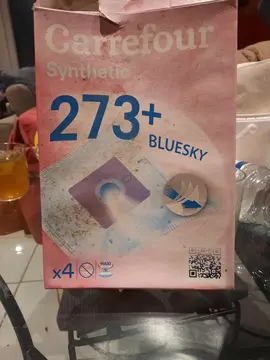 Carrefour
Synthetic
273+
BLUESKY
x4